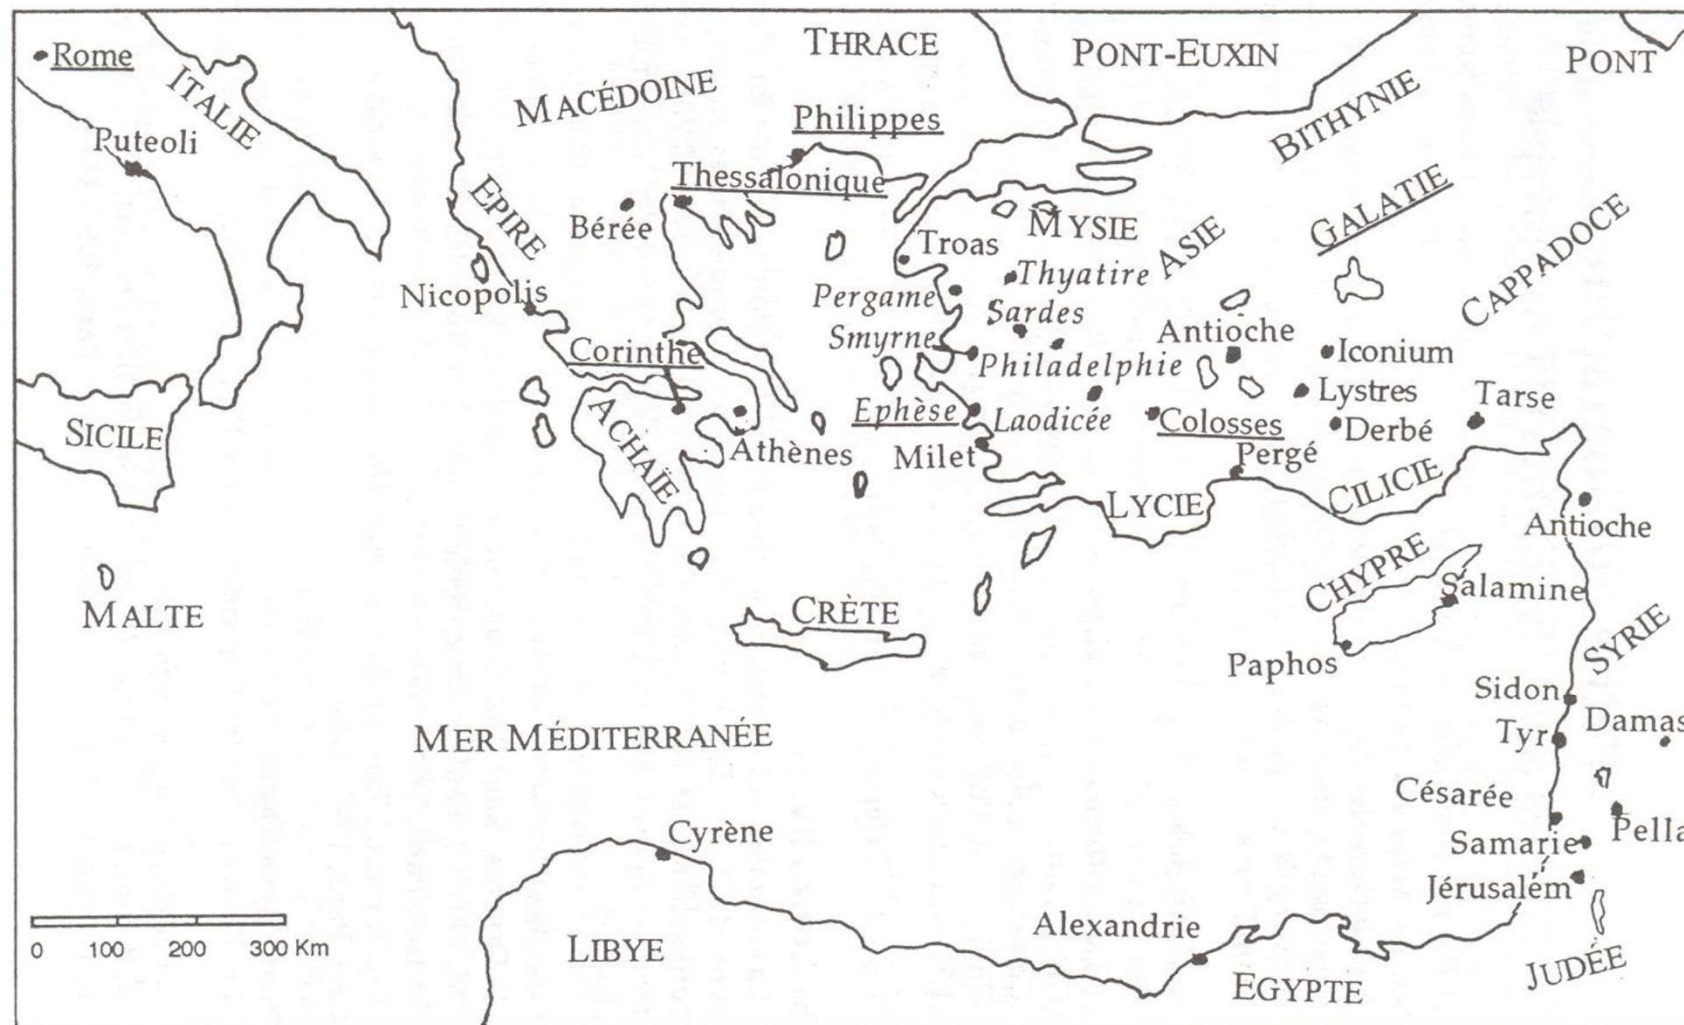 THRACE
PONT-EUXIN
PONT
Rome
ITALIE
MACÉDOINE
BITHYNIE
Philippes
Puteoli
Thessalonique
GALATIE
EPIRE
Bérée
MYSIE
ASIE
CAPPADOCE
Troas
Thyatire
Nicopolis
Pergame
Sardes
Smyrne
Antioche
Corinthe
Philadelphie
Iconium
Lystres
Tarse
SICILE
ACHAÏE
Ephèse
Laodicée
Colosses
Derbé
Athènes
Milet
Pergé
LYCIE
CILICIE
Antioche
CHYPRE
MALTE
CRÈTE
Salamine
Paphos
SYRIE
Sidon
Damas
MER MÉDITERRANÉE
Tyr
Césarée
Cyrène
Pella
Samarie
Jérusalem
Alexandrie
0 100 200 300 Km
LIBYE
JUDÉE
EGYPTE